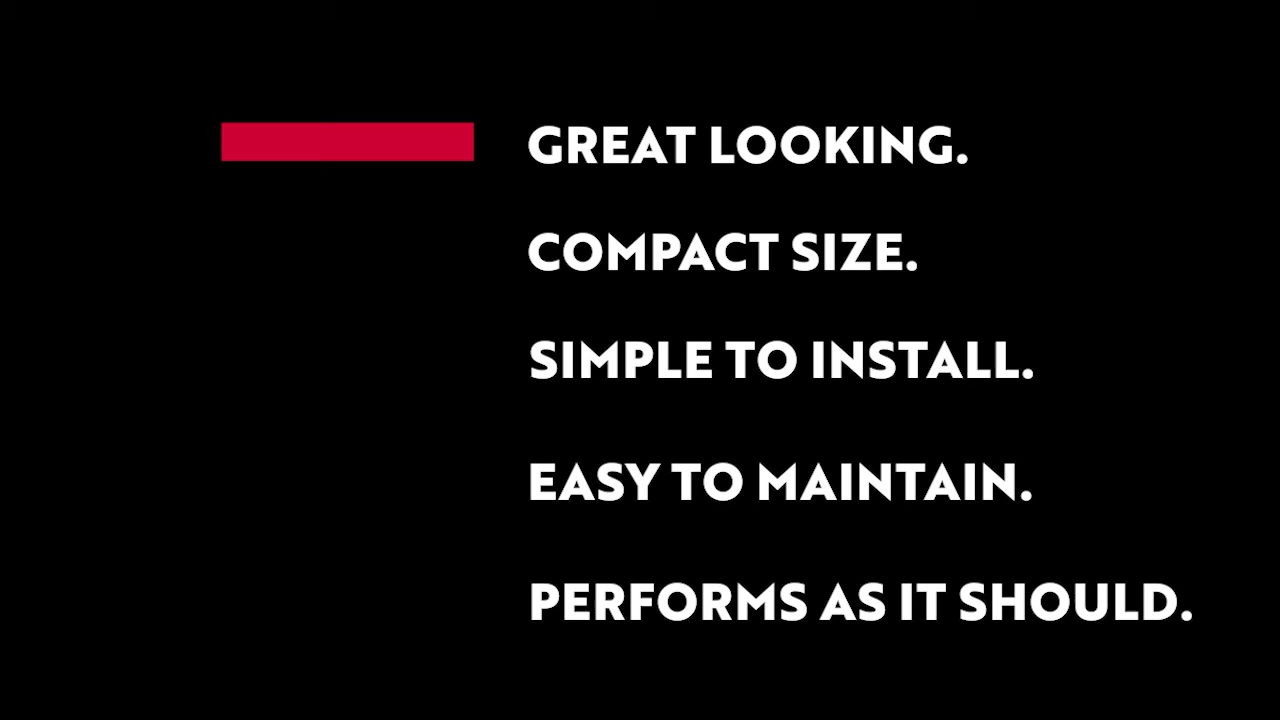 GREAT LOOKING.
COMPACT SIZE.
SIMPLE TO INSTALL.
EASY TO MAINTAIN.
PERFORMS AS IT SHOULD.